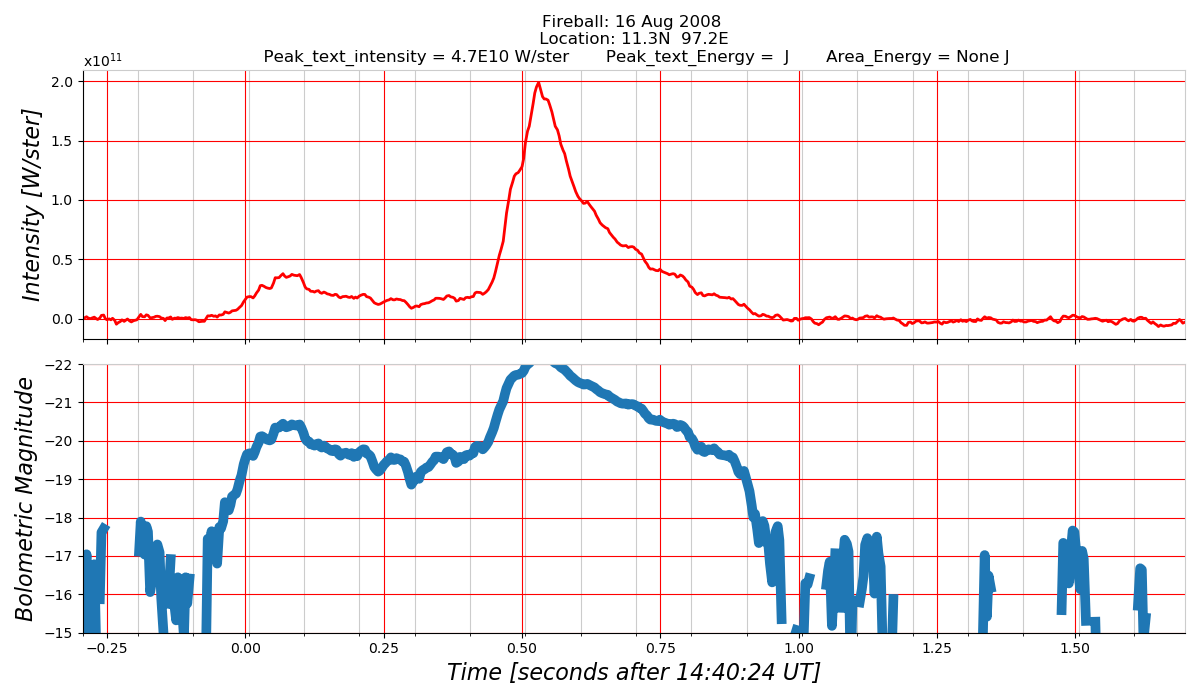 Fireball: 16 Aug 2008
Location: 11.3N  97.2E
Peak_text_intensity = 4.7E10 W/ster       Peak_text_Energy =  J       Area_Energy = None J
x10¹¹
2.0
1.5
1.0
0.5
0.0
Intensity [W/ster]
−22
−21
−20
−19
−18
−17
−16
−15
Bolometric Magnitude
−0.25 0.00 0.25 0.50 0.75 1.00 1.25 1.50
Time [seconds after 14:40:24 UT]